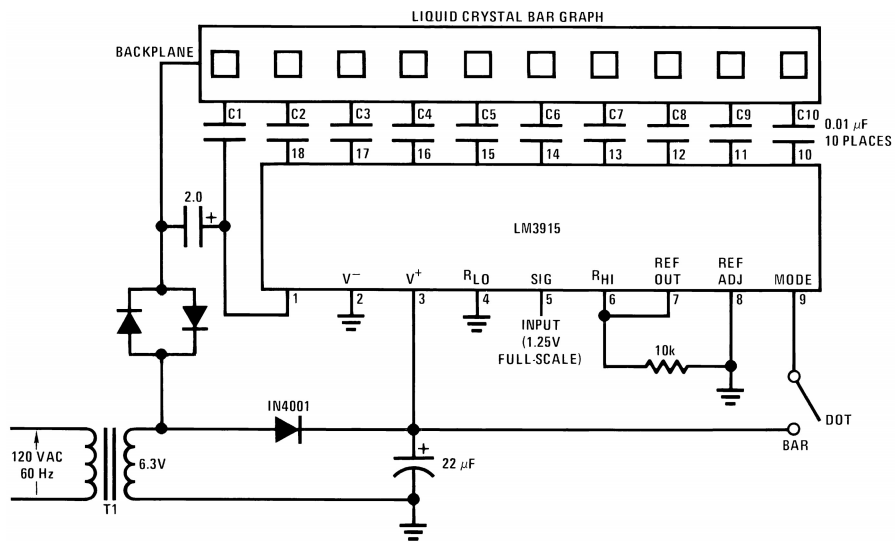 LIQUID CRYSTAL BAR GRAPH
BACKPLANE
C1 C2 C3 C4 C5 C6 C7 C8 C9 C10
0.01 μF
10 PLACES
18 17 16 15 14 13 12 11 10
2.0
+
LM3915
V− V+ RLO SIG RHI REF OUT REF ADJ MODE
1 2 3 4 5 6 7 8 9
INPUT
(1.25V
FULL-SCALE)
10k
DOT
BAR
IN4001
+
22 μF
120 VAC
60 Hz
6.3V
T1